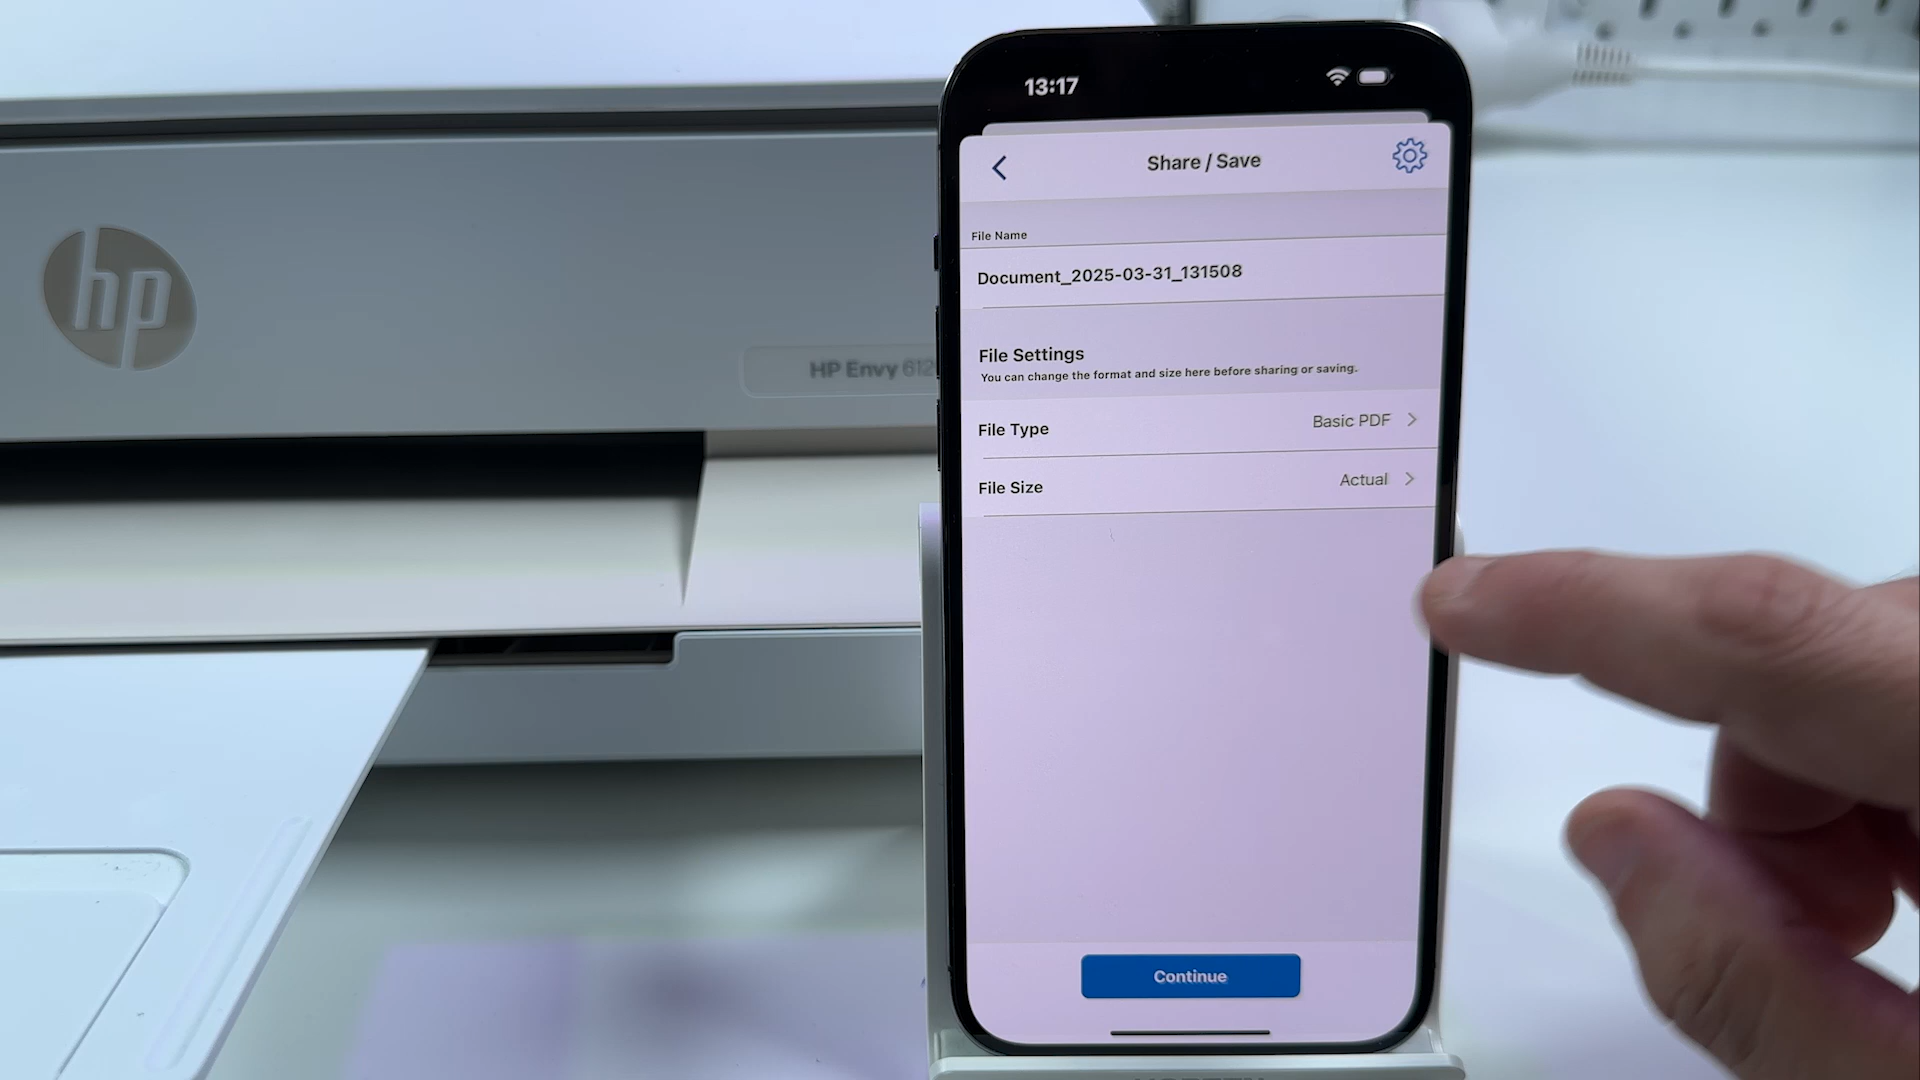 13:17
Share / Save
File Name
Document_2025-03-31_131508
File Settings
You can change the format and size here before sharing or saving.
File Type
Basic PDF
File Size
Actual
Continue
hp
HP Envy 612